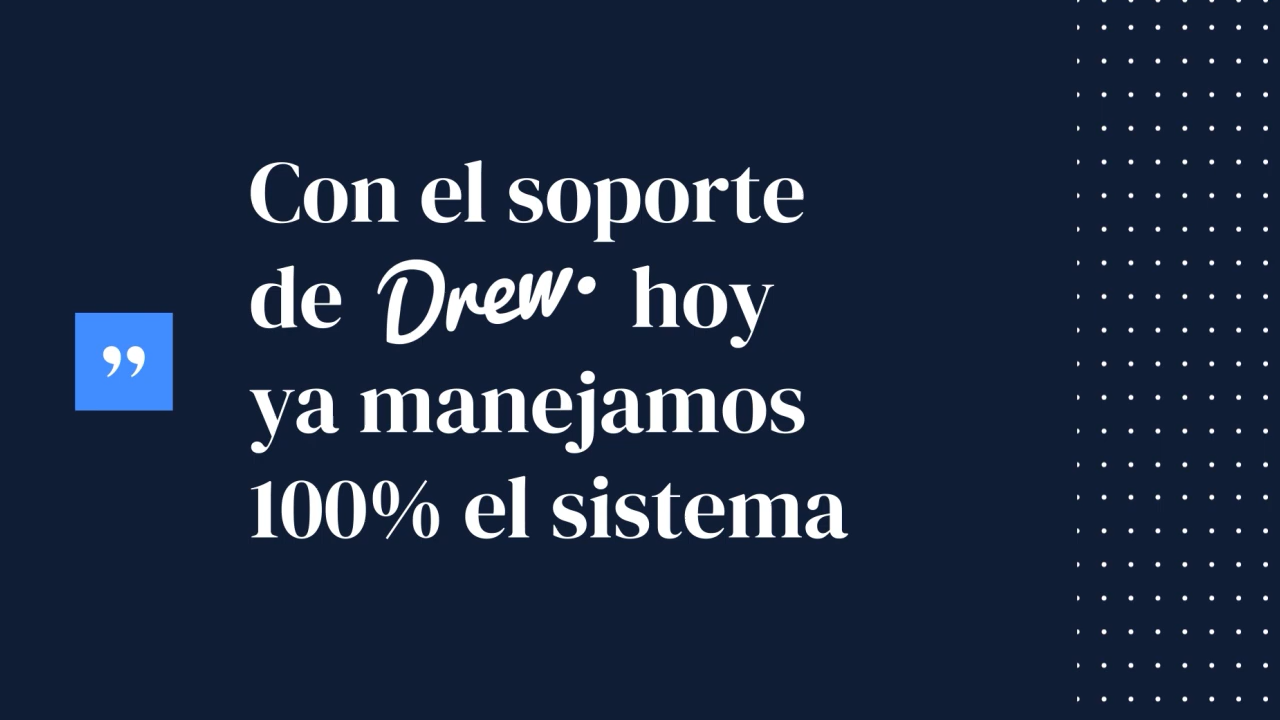 ”
Con el soporte
de Drew· hoy
ya manejamos
100% el sistema